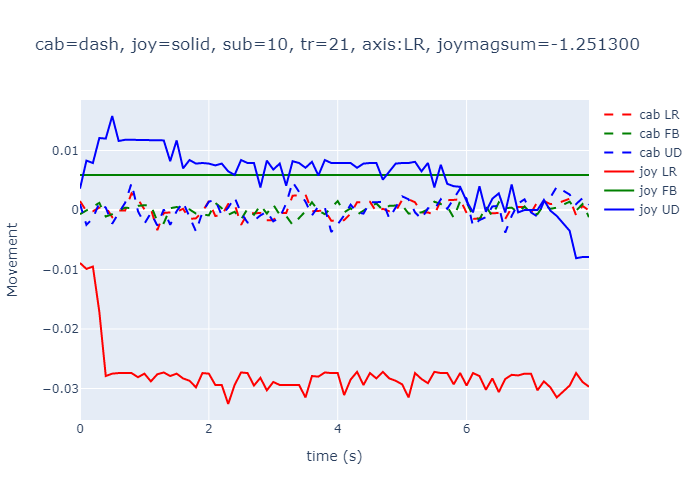 cab=dash, joy=solid, sub=10, tr=21, axis:LR, joymagsum=-1.251300
cab LR
cab FB
cab UD
joy LR
joy FB
joy UD
0.01
0
−0.01
−0.02
−0.03
Movement
0 2 4 6
time (s)